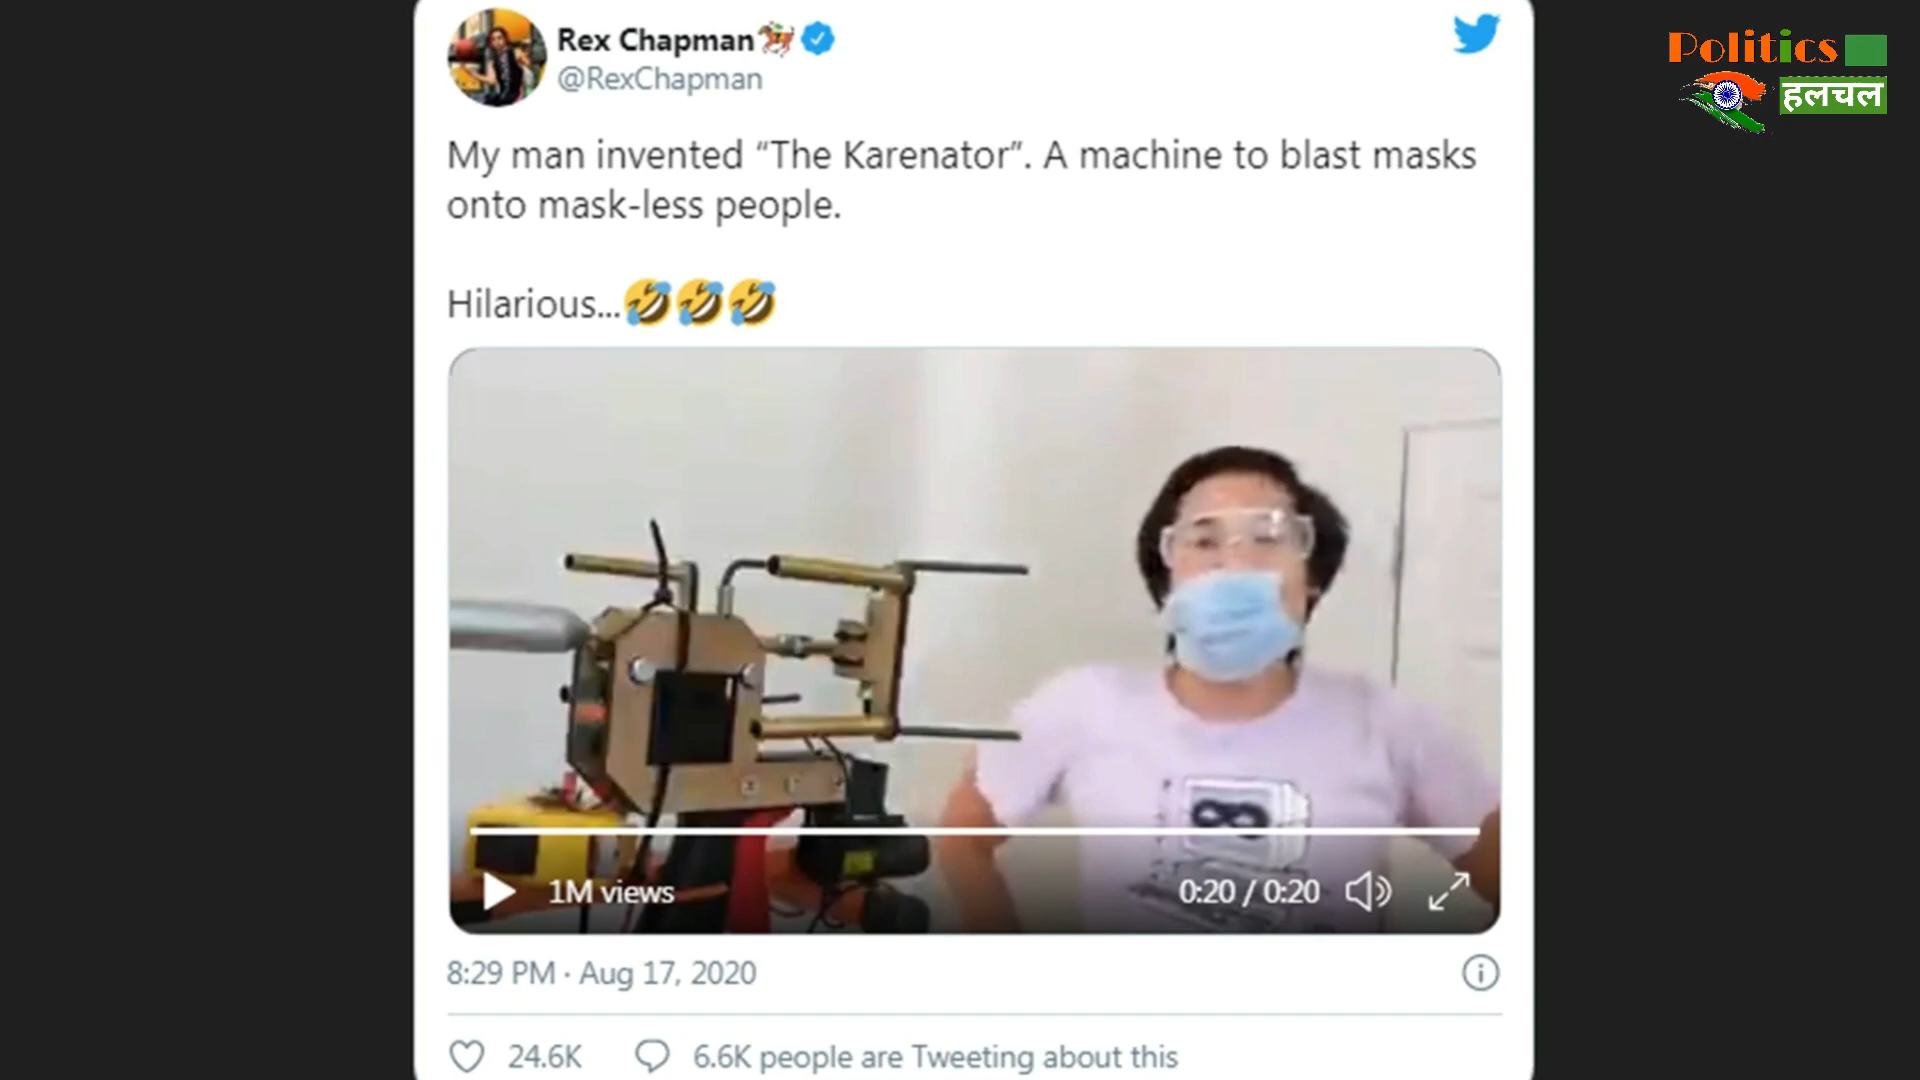 Rex Chapman🏇
@RexChapman
Politics
हलचल
My man invented “The Karenator”. A machine to blast masks
onto mask-less people.
Hilarious...🤣🤣🤣
1M views
0:20 / 0:20
8:29 PM · Aug 17, 2020
24.6K
6.6K people are Tweeting about this